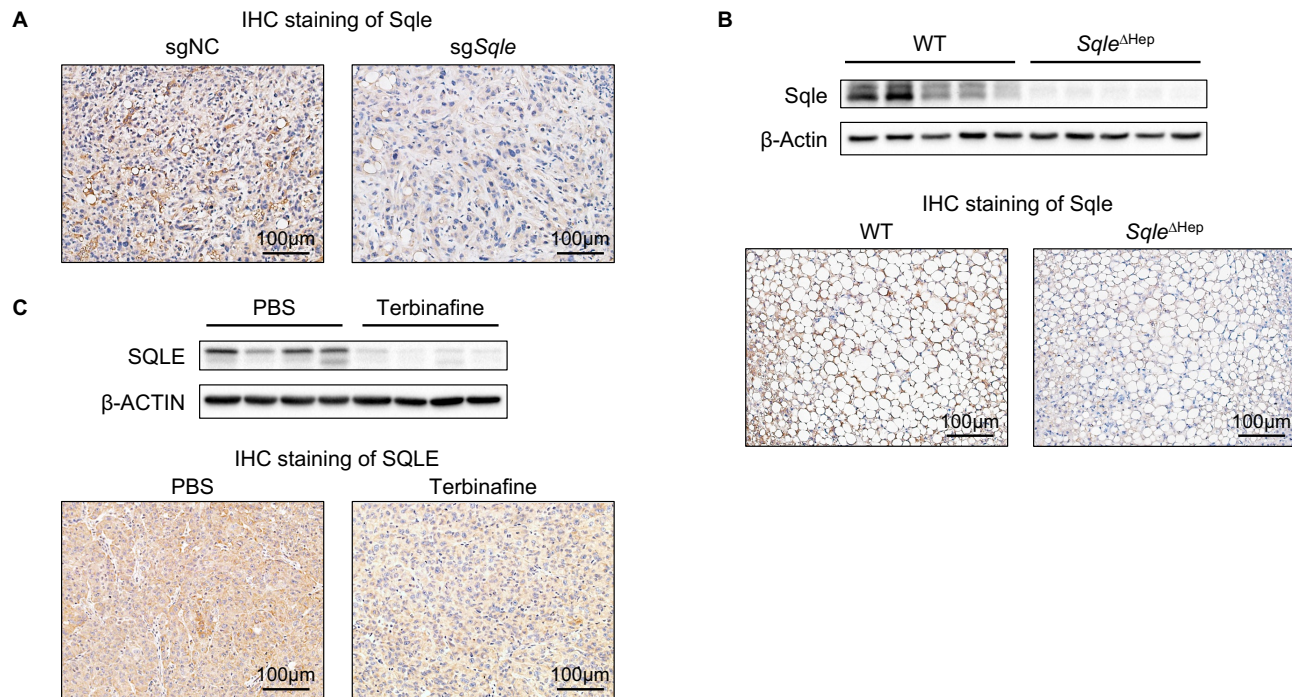 A
IHC staining of Sqle
sgNC
sgSqle
100μm
100μm
B
WT
SqleΔHep
Sqle
β-Actin
IHC staining of Sqle
WT
SqleΔHep
100μm
100μm
C
PBS
Terbinafine
SQLE
β-ACTIN
IHC staining of SQLE
PBS
Terbinafine
100μm
100μm